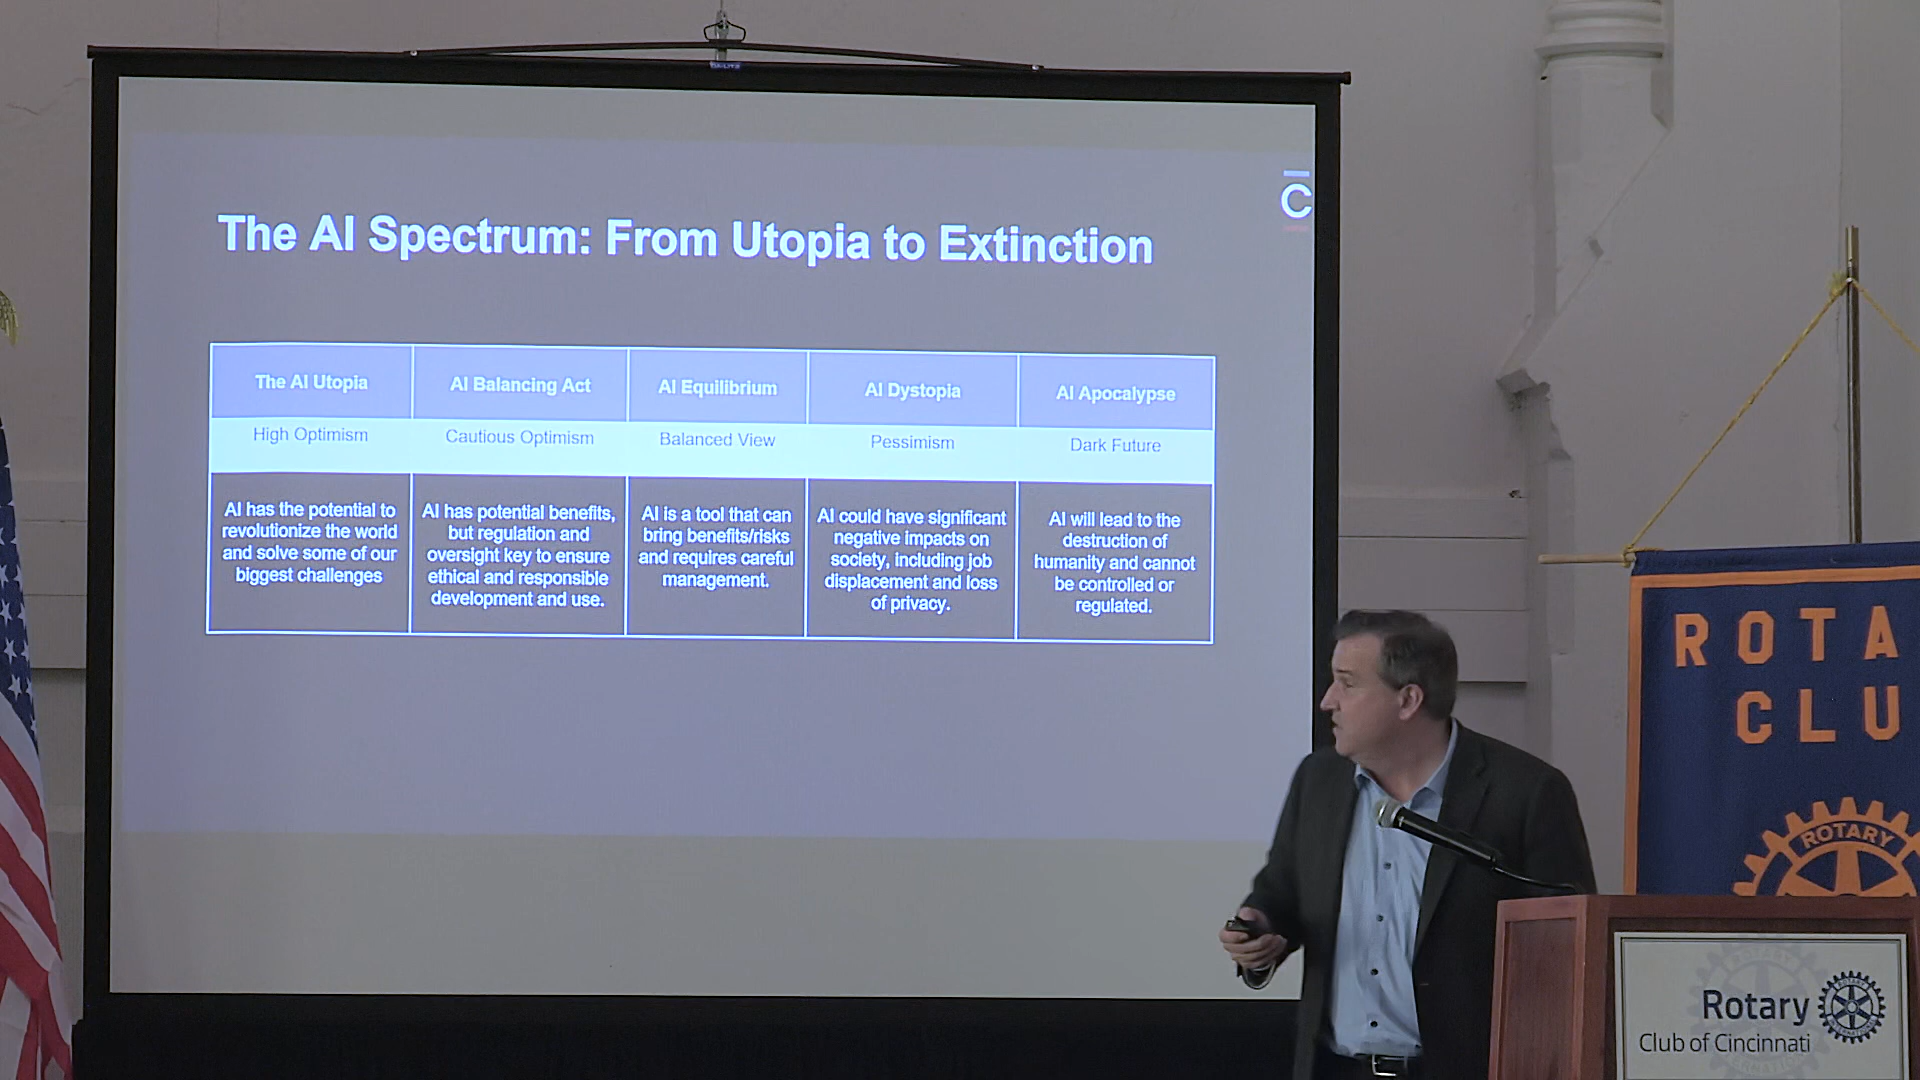 DA-LITE
C
The AI Spectrum: From Utopia to Extinction
The AI Utopia
AI Balancing Act
AI Equilibrium
AI Dystopia
AI Apocalypse
High Optimism
Cautious Optimism
Balanced View
Pessimism
Dark Future
AI has the potential to
revolutionize the world
and solve some of our
biggest challenges
AI has potential benefits,
but regulation and
oversight key to ensure
ethical and responsible
development and use.
AI is a tool that can
bring benefits/risks
and requires careful
management.
AI could have significant
negative impacts on
society, including job
displacement and loss
of privacy.
AI will lead to the
destruction of
humanity and cannot
be controlled or
regulated.
ROTA
CLU
ROTARY
Rotary
Club of Cincinnati